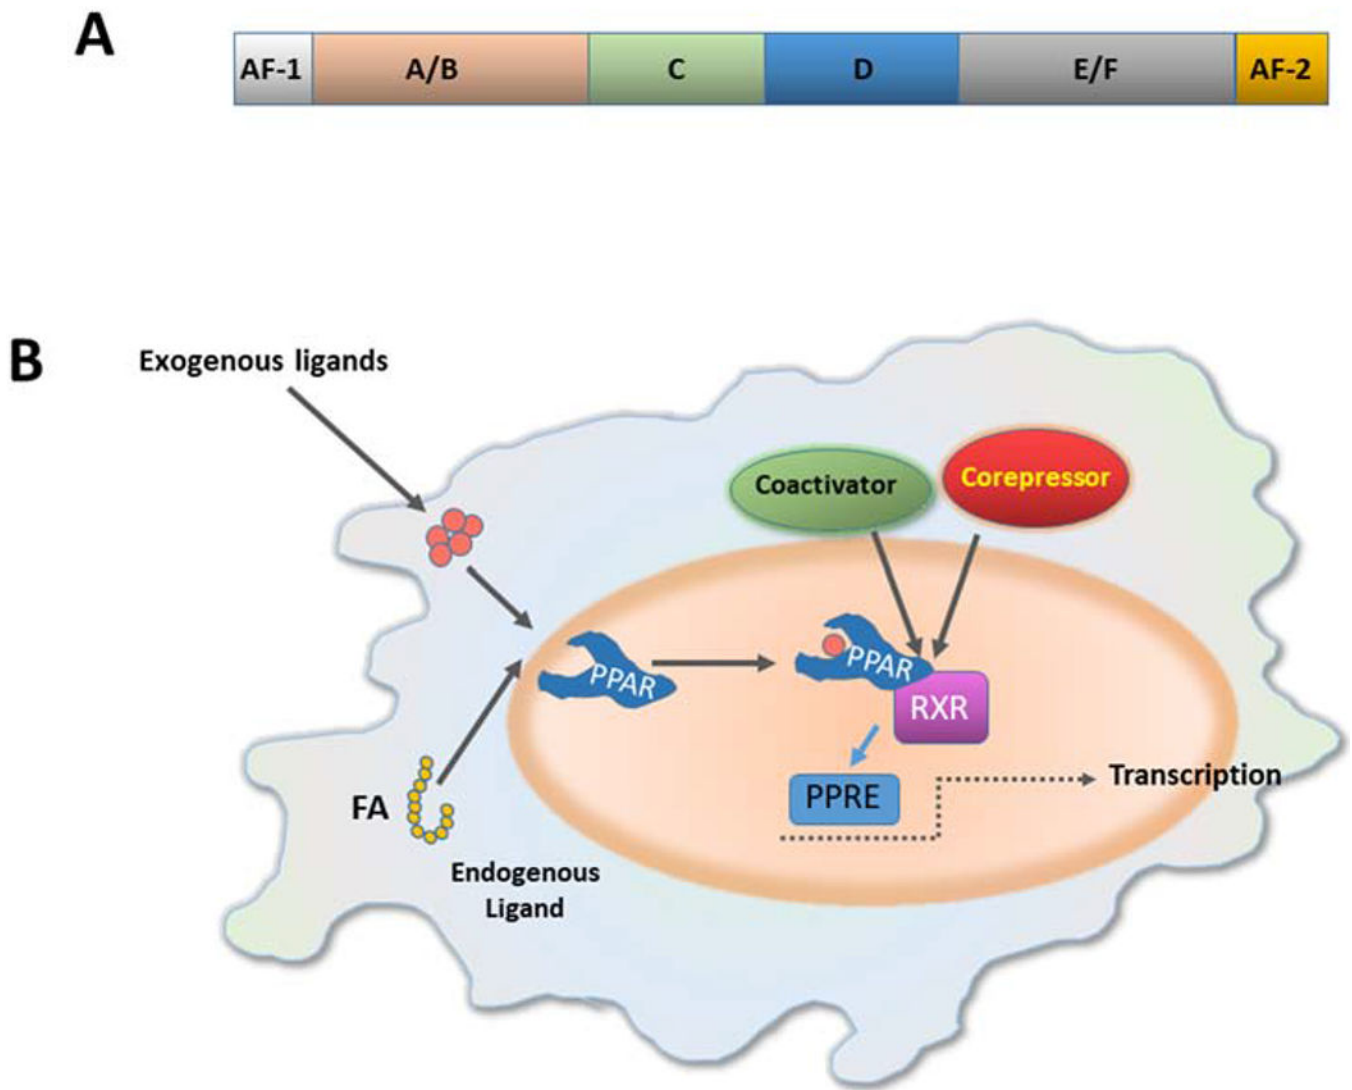 A
AF-1 A/B C D E/F AF-2
B
Exogenous ligands
Coactivator
Corepressor
PPAR
PPAR
RXR
PPRE
Transcription
FA
Endogenous
Ligand